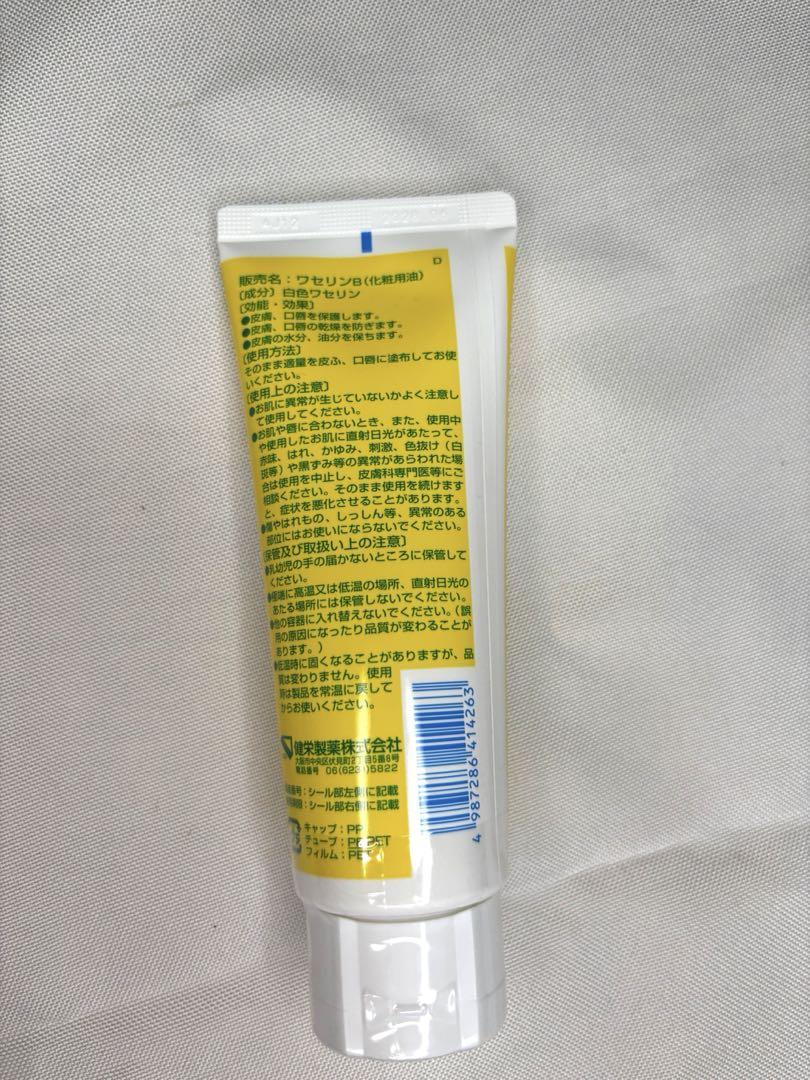 D
販売名：ワセリンB（化粧用油）
〔成分〕白色ワセリン
〔効能・効果〕
●皮膚、口唇を保護します。
●皮膚、口唇の乾燥を防ぎます。
●皮膚の水分、油分を保ちます。
〔使用方法〕
そのまま適量を皮ふ、口唇に塗布してお使
いください。
〔使用上の注意〕
●お肌に異常が生じていないかよく注意し
て使用してください。
●お肌や唇に合わないとき、また、使用中
や使用したお肌に直射日光があたって、
赤味、はれ、かゆみ、刺激、色抜け（白
斑等）や黒ずみ等の異常があらわれた場
合は使用を中止し、皮膚科専門医等にご
相談ください。そのまま使用を続けます
と、症状を悪化させることがあります。
●傷やはれもの、しっしん等、異常のある
部位にはお使いにならないでください。
〔保管及び取扱い上の注意〕
●乳幼児の手の届かないところに保管して
ください。
●極端に高温又は低温の場所、直射日光の
あたる場所には保管しないでください。
●他の容器に入れ替えないでください。（誤
用の原因になったり品質が変わることが
あります。）
●低温時に固くなることがありますが、品
質は変わりません。使用
時は製品を常温に戻して
からお使いください。
健栄製薬株式会社
大阪市中央区伏見町2丁目5番8号
電話番号 06(6231)5822
番号：シール部左側に記載
：シール部右側に記載
キャップ：PP
チューブ：PE,PET
フィルム：PET
4 987286 414263